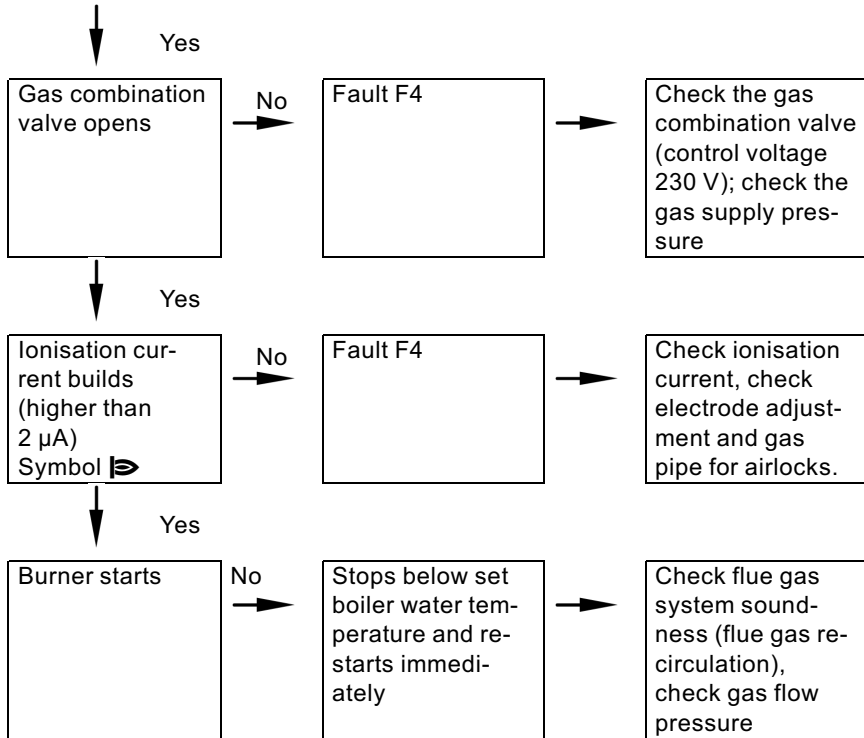 Yes
Gas combination
valve opens
No
Fault F4
Check the gas
combination valve
(control voltage
230 V); check the
gas supply pres-
sure
Yes
Ionisation cur-
rent builds
(higher than
2 µA)
Symbol
No
Fault F4
Check ionisation
current, check
electrode adjust-
ment and gas
pipe for airlocks.
Yes
Burner starts
No
Stops below set
boiler water tem-
perature and re-
starts immedi-
ately
Check flue gas
system sound-
ness (flue gas re-
circulation),
check gas flow
pressure